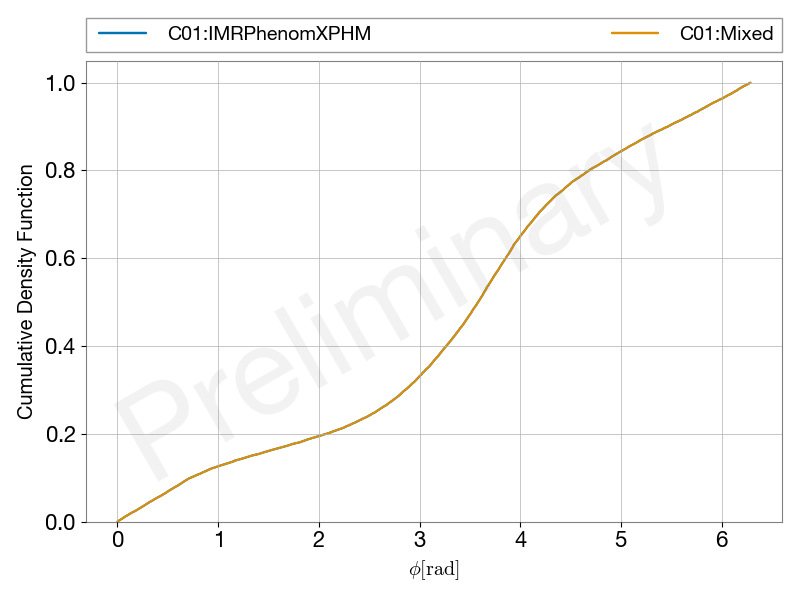 C01:IMRPhenomXPHM C01:Mixed
Cumulative Density Function
1.0
0.8
0.6
0.4
0.2
0.0
Preliminary
0 1 2 3 4 5 6
ϕ[rad]